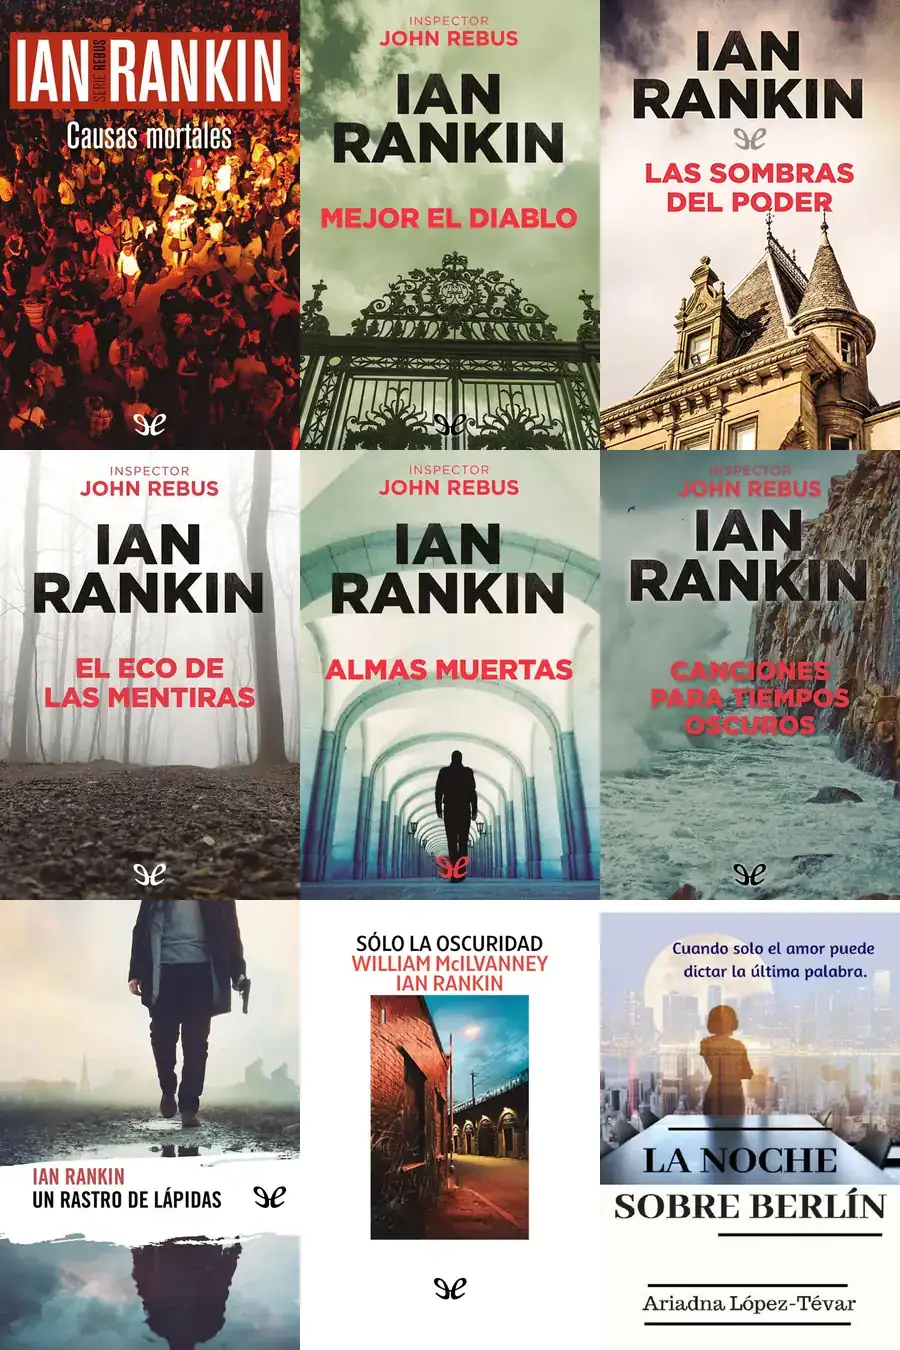 IAN RANKIN
SERIE REBUS
Causas mortales
INSPECTOR
JOHN REBUS
IAN
RANKIN
MEJOR EL DIABLO
IAN
RANKIN
LAS SOMBRAS
DEL PODER
INSPECTOR
JOHN REBUS
IAN
RANKIN
EL ECO DE
LAS MENTIRAS
INSPECTOR
JOHN REBUS
IAN
RANKIN
ALMAS MUERTAS
INSPECTOR
JOHN REBUS
IAN
RANKIN
CANCIONES
PARA TIEMPOS
OSCUROS
IAN RANKIN
UN RASTRO DE LÁPIDAS
SÓLO LA OSCURIDAD
WILLIAM McILVANNEY
IAN RANKIN
Cuando solo el amor puede
dictar la última palabra.
LA NOCHE
SOBRE BERLÍN
Ariadna López-Tévar